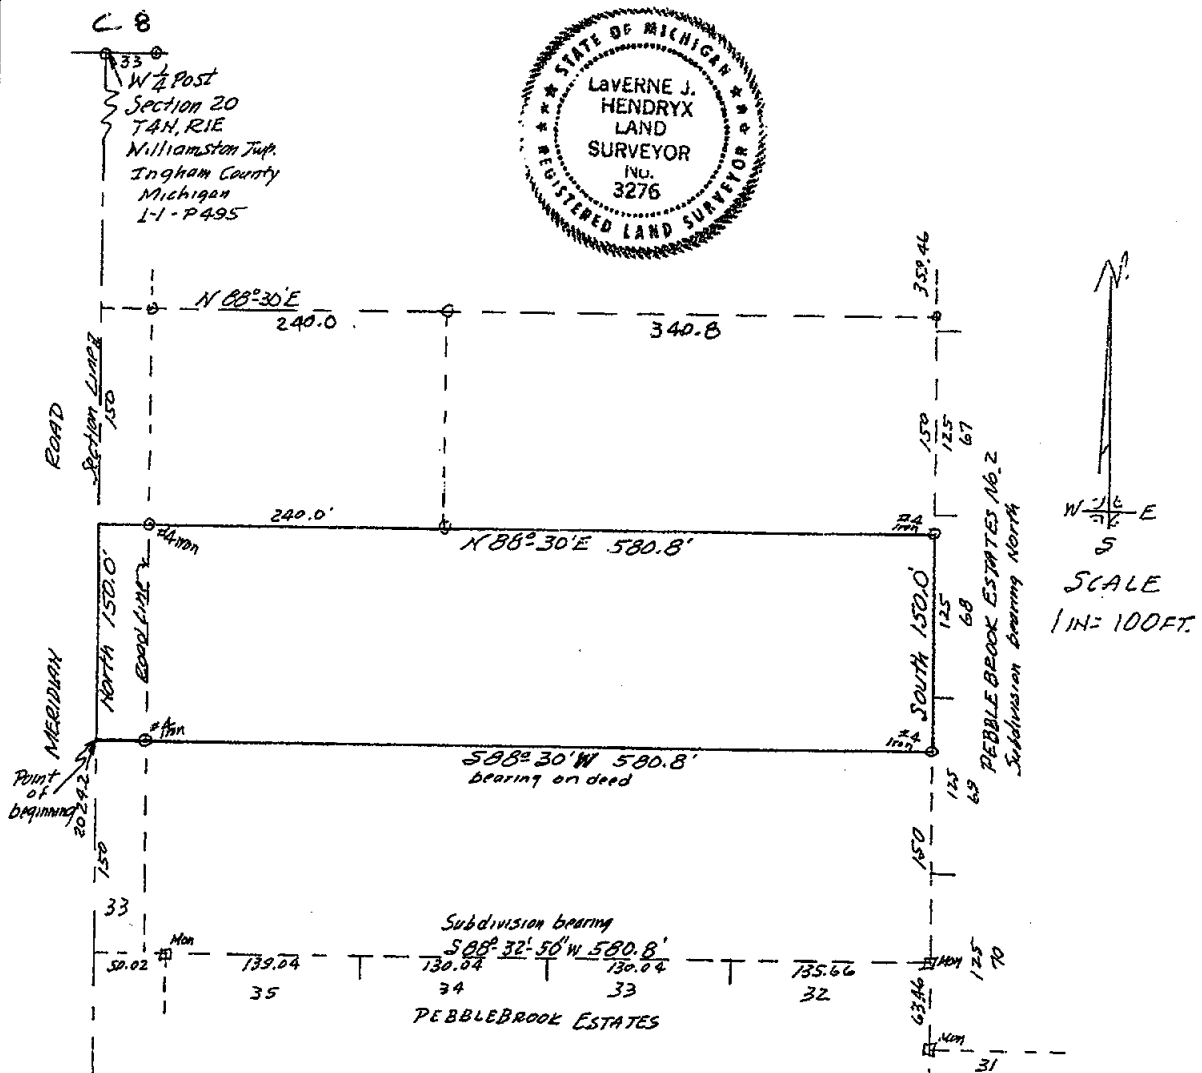 C 8
33
W 1/4 Post
Section 20
T4N, R1E
Williamston Twp.
Ingham County
Michigan
L-1 - P495
STATE OF MICHIGAN
LaVERNE J.
HENDRYX
LAND
SURVEYOR
No.
3276
REGISTERED LAND SURVEYOR
359.46
N.
N 88°-30'E
240.0
340.8
ROAD
Section Line
150
150
125
67
240.0'
#4 Iron
#4 Iron
N 88°-30'E 580.8'
W E
S
SCALE
1 IN= 100FT.
North 150.0'
ROAD LINE
South 150.0'
125
68
PEBBLEBROOK ESTATES No. 2
Subdivision bearing North
MERIDIAN
#4 Iron
#4 Iron
S88°-30'W 580.8'
bearing on deed
Point
of
beginning
2024.2
150
125
69
150
33
Subdivision bearing
S88°-32'-50"W 580.8'
Mon
50.02
139.04
130.04
130.04
135.66
Mon
125
70
35
34
33
32
PEBBLEBROOK ESTATES
63.46
Mon
31